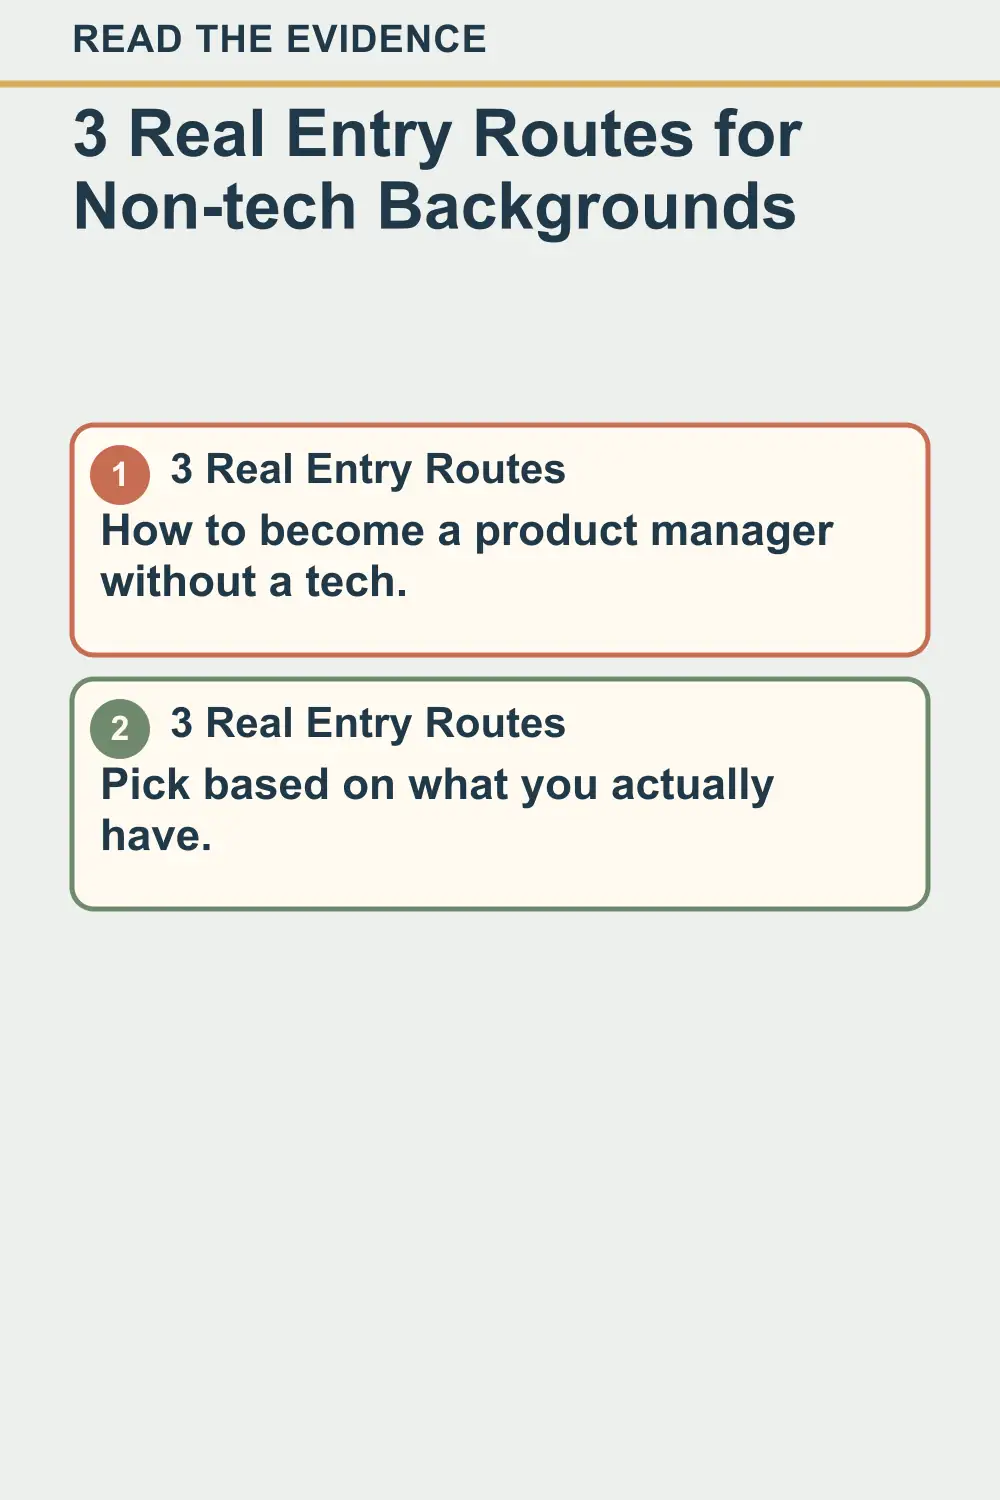 READ THE EVIDENCE
3 Real Entry Routes for
Non-tech Backgrounds
1 3 Real Entry Routes
How to become a product manager
without a tech.
2 3 Real Entry Routes
Pick based on what you actually
have.